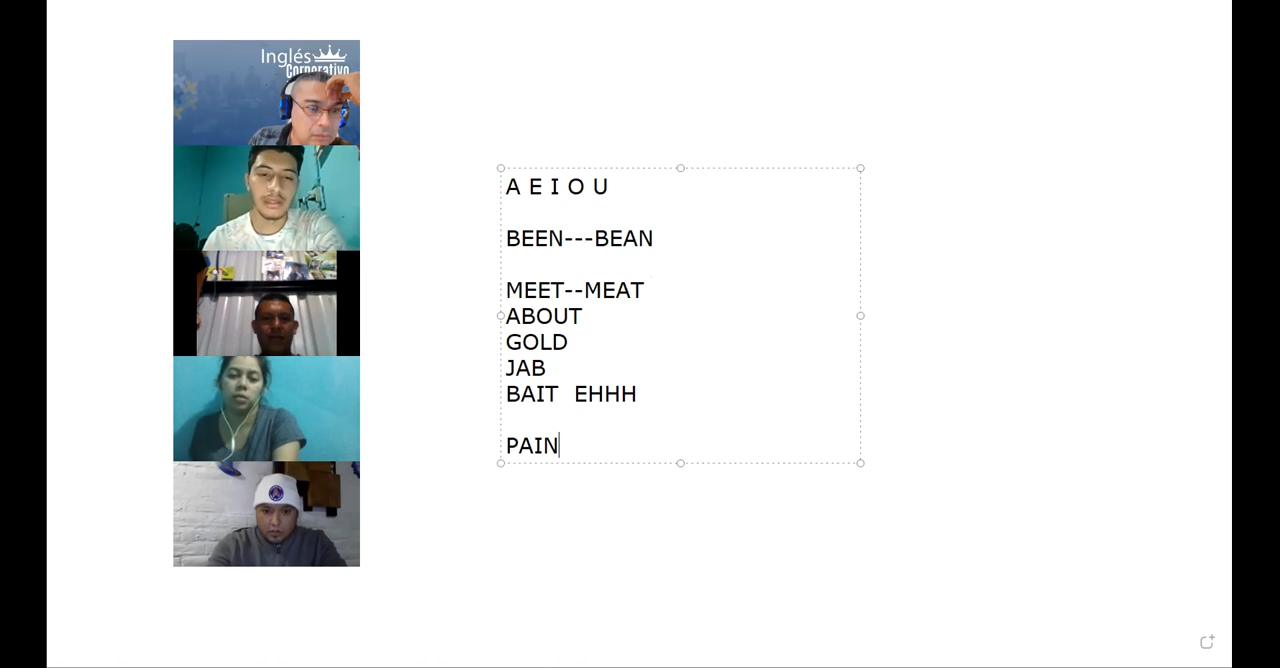 Inglés
Corporativo
A E I O U
BEEN---BEAN
MEET--MEAT
ABOUT
GOLD
JAB
BAIT EHHH
PAIN